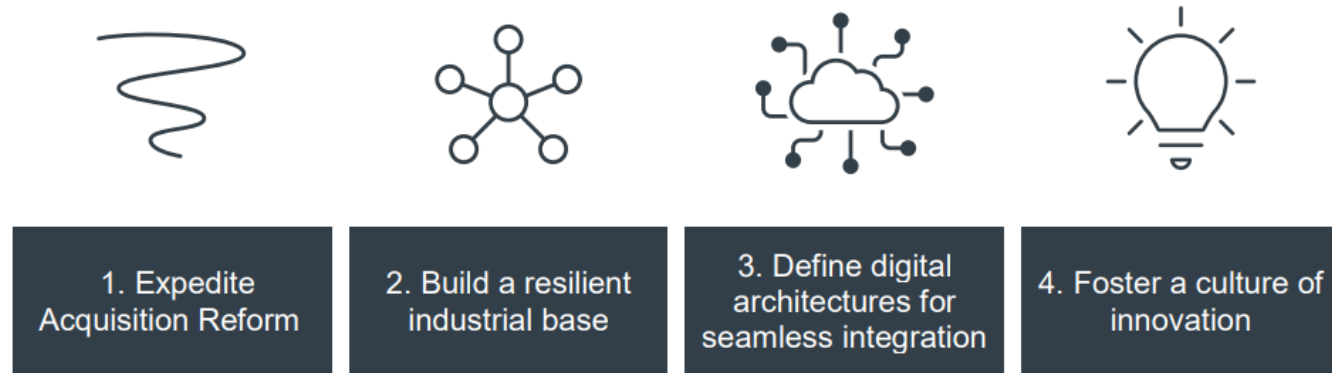 1. Expedite
Acquisition Reform
2. Build a resilient
industrial base
3. Define digital
architectures for
seamless integration
4. Foster a culture of
innovation